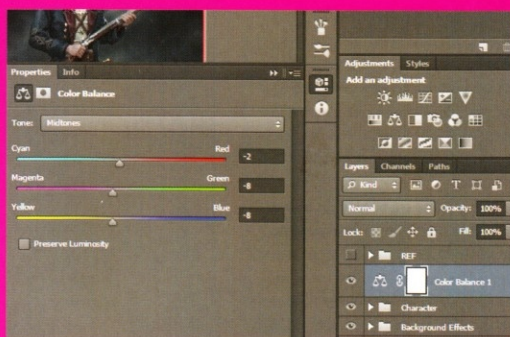 Properties Info
Color Balance
Tone: Midtones
Cyan Red -2
Magenta Green -8
Yellow Blue -8
Preserve Luminosity
Adjustments Styles
Add an adjustment
Layers Channels Paths
Kind
Normal Opacity: 100%
Lock: Fill: 100%
REF
Color Balance 1
Character
Background Effects